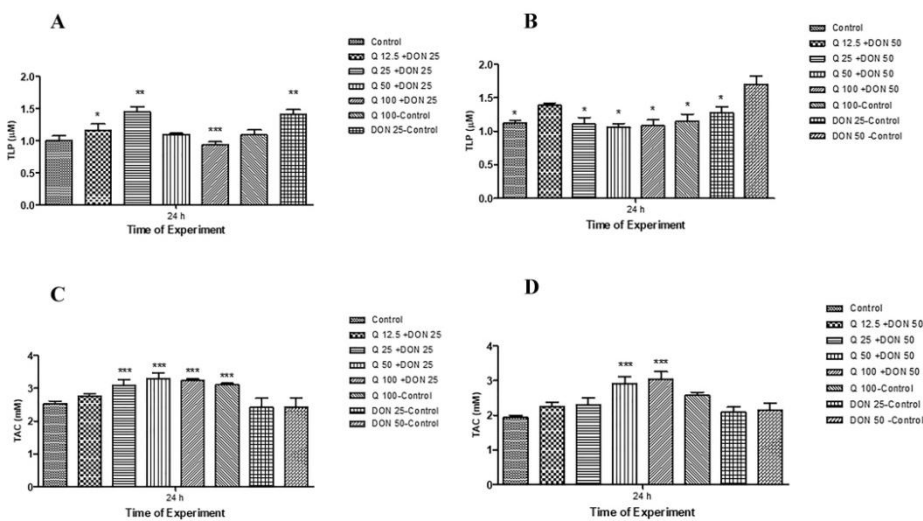 A
Control
Q 12.5 +DON 25
Q 25 +DON 25
Q 50 +DON 25
Q 100 +DON 25
Q 100-Control
DON 25-Control
2.0
1.5
1.0
0.5
0.0
TLP (μM)
*
**
***
**
24 h
Time of Experiment
B
Control
Q 12.5 +DON 50
Q 25 +DON 50
Q 50 +DON 50
Q 100 +DON 50
Q 100-Control
DON 25-Control
DON 50 -Control
2.0
1.5
1.0
0.5
0.0
TLP (μM)
*
*
*
*
*
*
24 h
Time of Experiment
C
Control
Q 12.5 +DON 25
Q 25 +DON 25
Q 50 +DON 25
Q 100 +DON 25
Q 100-Control
DON 25-Control
DON 50-Control
4
3
2
1
0
TAC (mM)
***
***
***
***
24 h
Time of Experiment
D
Control
Q 12.5 +DON 50
Q 25 +DON 50
Q 50 +DON 50
Q 100 +DON 50
Q 100-Control
DON 25-Control
DON 50 -Control
4
3
2
1
0
TAC (mM)
***
***
24 h
Time of Experiment